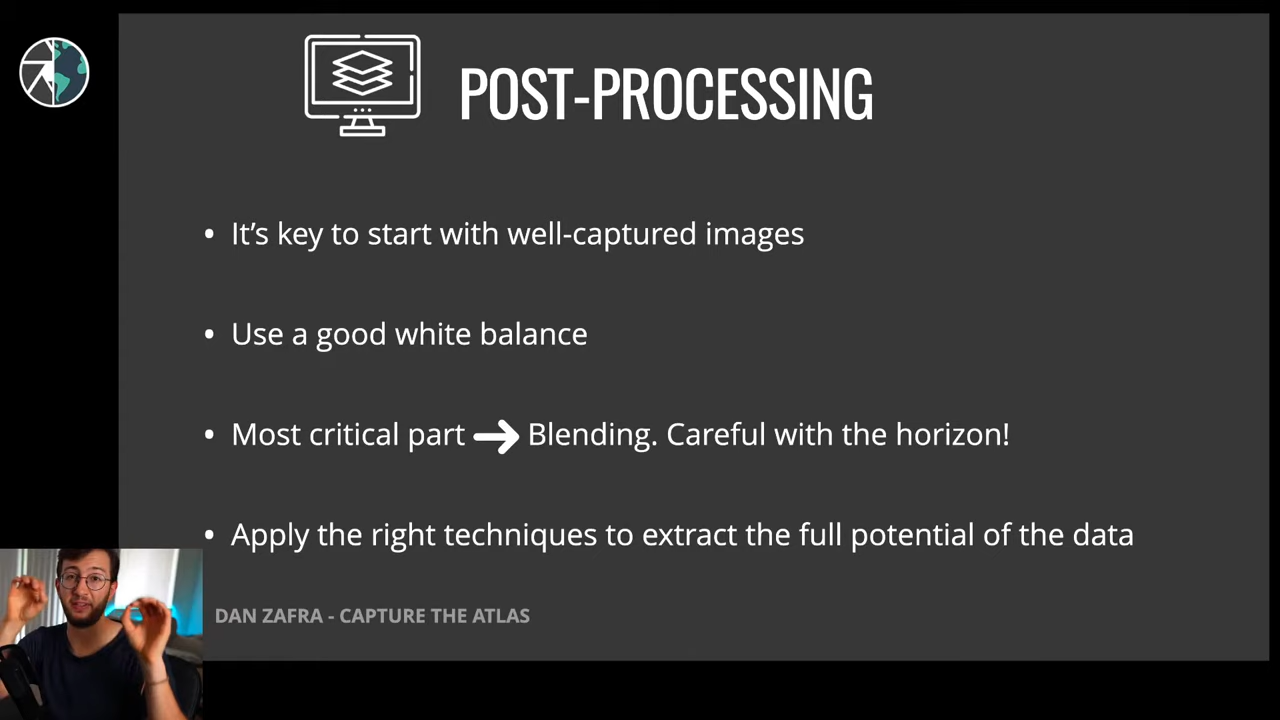 POST-PROCESSING
• It’s key to start with well-captured images
• Use a good white balance
• Most critical part → Blending. Careful with the horizon!
• Apply the right techniques to extract the full potential of the data
DAN ZAFRA - CAPTURE THE ATLAS